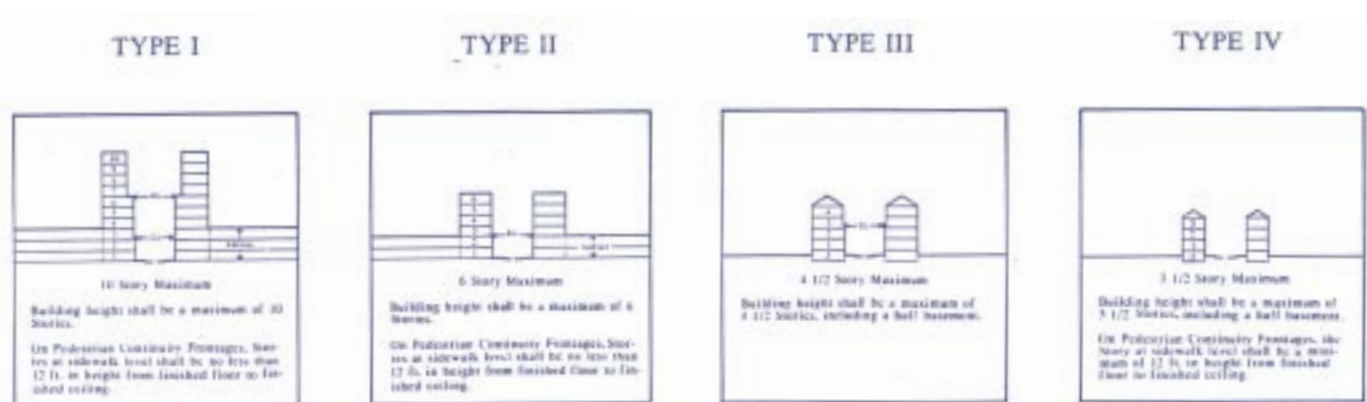 TYPE I
10 Story Maximum
Building height shall be a maximum of 10
Stories.
On Pedestrian Continuity Frontages, Stor-
ies at sidewalk level shall be no less than
12 ft. in height from finished floor to fin-
ished ceiling.
TYPE II
6 Story Maximum
Building height shall be a maximum of 6
Stories.
On Pedestrian Continuity Frontages, Stor-
ies at sidewalk level shall be no less than
12 ft. in height from finished floor to fin-
ished ceiling.
TYPE III
4 1/2 Story Maximum
Building height shall be a maximum of
4 1/2 Stories, including a half basement.
TYPE IV
3 1/2 Story Maximum
Building height shall be a maximum of
3 1/2 Stories, including a half basement.
On Pedestrian Continuity Frontages, the
Story at sidewalk level shall be a mini-
mum of 12 ft. in height from finished
floor to finished ceiling.